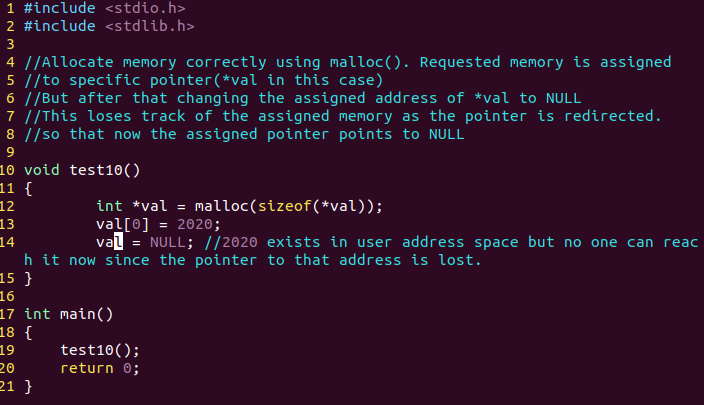 1 #include <stdio.h>
2 #include <stdlib.h>
3
4 //Allocate memory correctly using malloc(). Requested memory is assigned
5 //to specific pointer(*val in this case)
6 //But after that changing the assigned address of *val to NULL
7 //This loses track of the assigned memory as the pointer is redirected.
8 //so that now the assigned pointer points to NULL
9
10 void test10()
11 {
12         int *val = malloc(sizeof(*val));
13         val[0] = 2020;
14         val = NULL; //2020 exists in user address space but no one can reac
h it now since the pointer to that address is lost.
15 }
16
17 int main()
18 {
19     test10();
20     return 0;
21 }